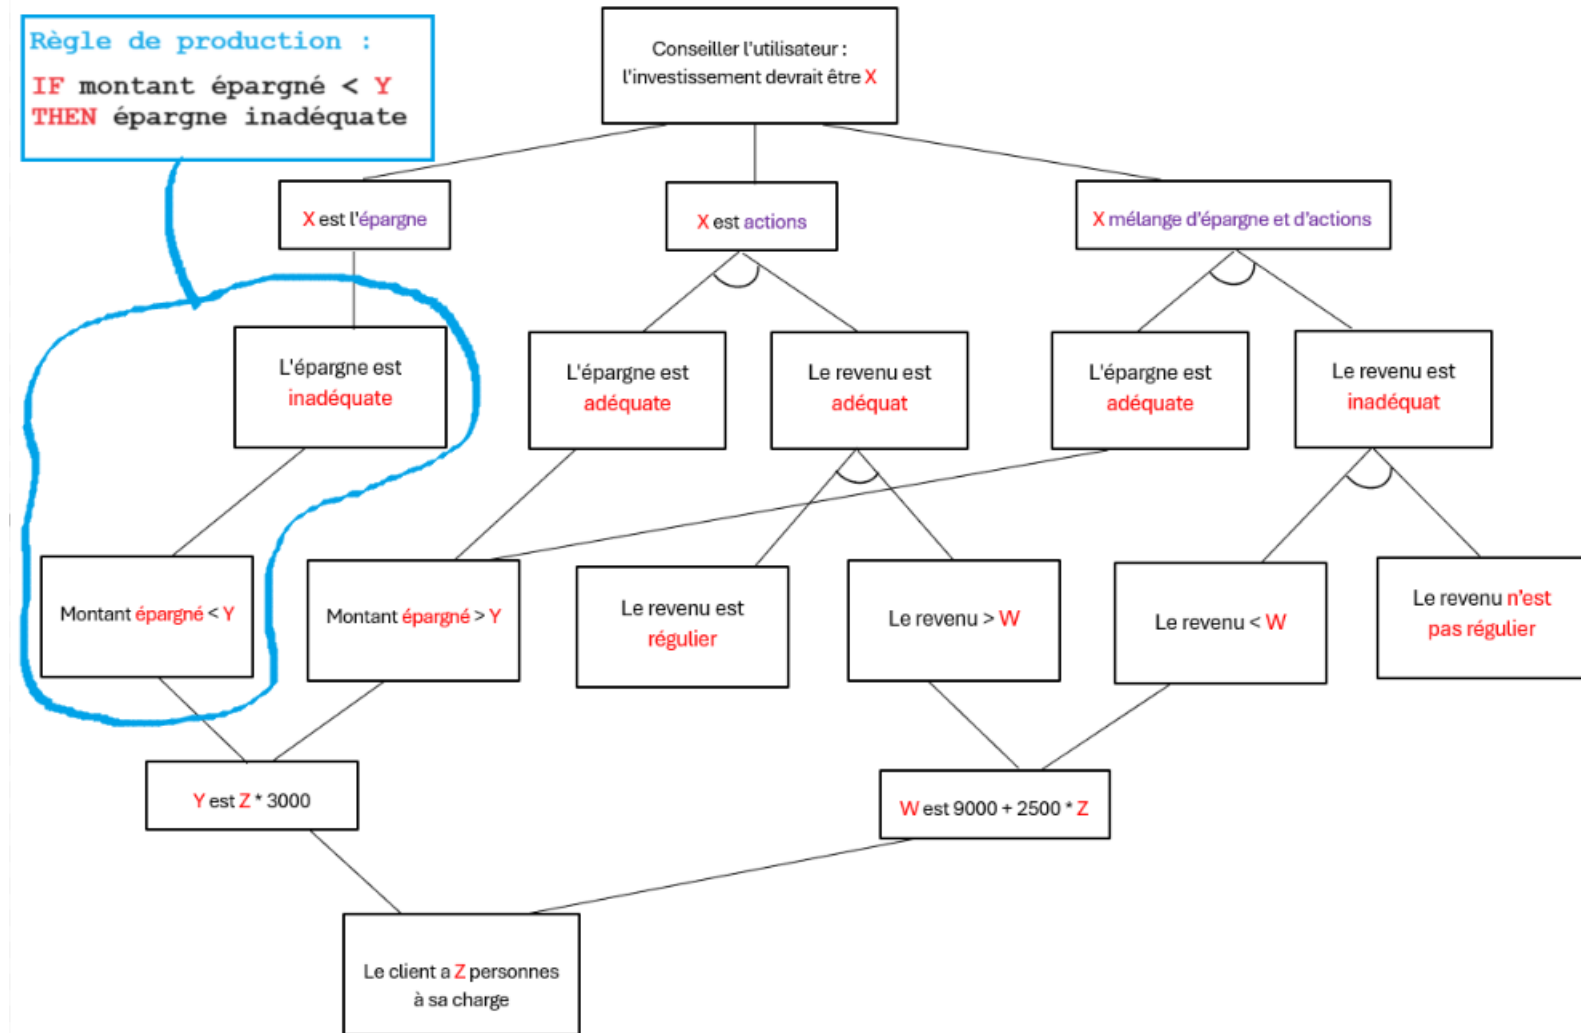 Règle de production :
IF montant épargné < Y
THEN épargne inadéquate
Conseiller l'utilisateur :
l'investissement devrait être X
X est l'épargne
X est actions
X mélange d'épargne et d'actions
L'épargne est
inadéquate
L'épargne est
adéquate
Le revenu est
adéquat
L'épargne est
adéquate
Le revenu est
inadéquat
Montant épargné < Y
Montant épargné > Y
Le revenu est
régulier
Le revenu > W
Le revenu < W
Le revenu n'est
pas régulier
Y est Z * 3000
W est 9000 + 2500 * Z
Le client a Z personnes
à sa charge